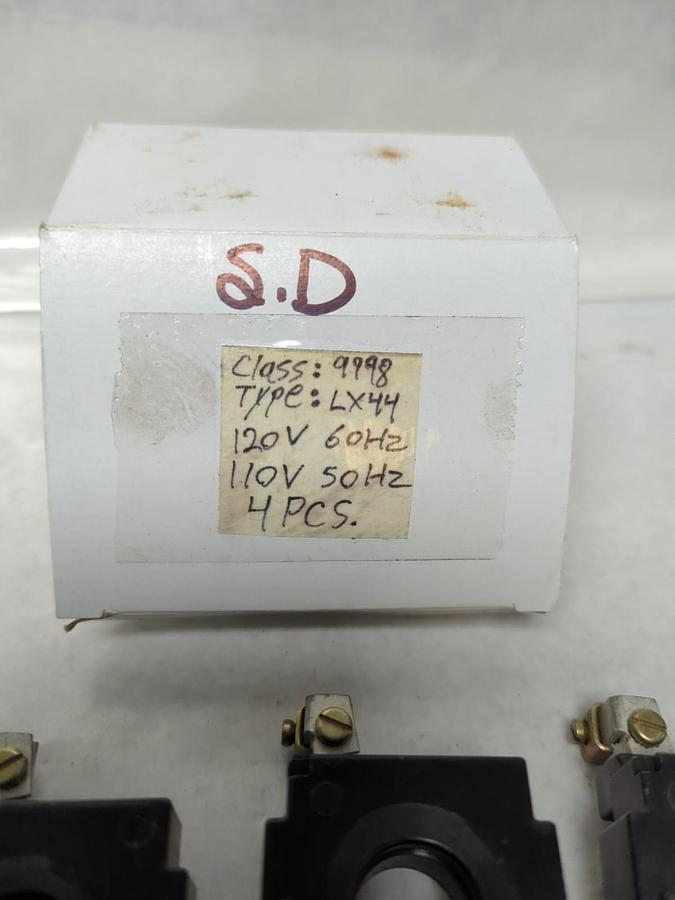 S.D
Class: 9998
Type: LX44
120V 60Hz
110V 50Hz
4 PCS.